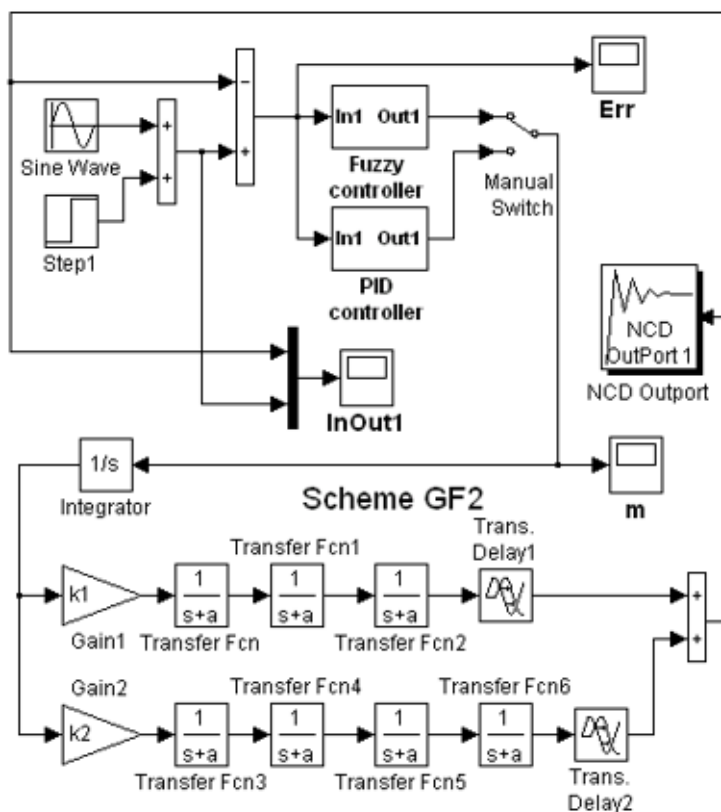 −
Err
+
+
+
Sine Wave
Step1
In1 Out1
Fuzzy
controller
Manual
Switch
In1 Out1
PID
controller
NCD
OutPort 1
NCD Outport
InOut1
1/s
Integrator
Scheme GF2
m
Transfer Fcn1
Trans.
Delay1
k1
1
s+a
1
s+a
1
s+a
+
+
Gain1
Transfer Fcn
Transfer Fcn2
Gain2
Transfer Fcn4
Transfer Fcn6
k2
1
s+a
1
s+a
1
s+a
1
s+a
Transfer Fcn3
Transfer Fcn5
Trans.
Delay2